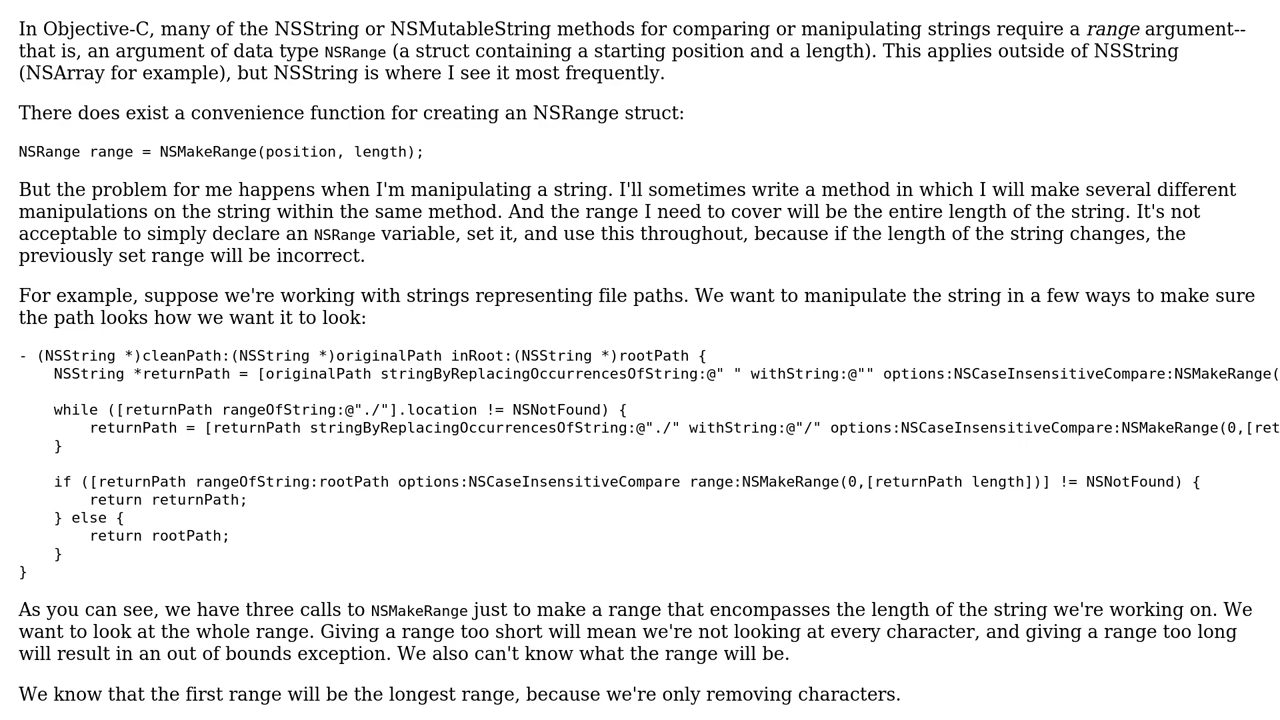 In Objective-C, many of the NSString or NSMutableString methods for comparing or manipulating strings require a range argument--
that is, an argument of data type NSRange (a struct containing a starting position and a length). This applies outside of NSString
(NSArray for example), but NSString is where I see it most frequently.
There does exist a convenience function for creating an NSRange struct:
NSRange range = NSMakeRange(position, length);
But the problem for me happens when I'm manipulating a string. I'll sometimes write a method in which I will make several different
manipulations on the string within the same method. And the range I need to cover will be the entire length of the string. It's not
acceptable to simply declare an NSRange variable, set it, and use this throughout, because if the length of the string changes, the
previously set range will be incorrect.
For example, suppose we're working with strings representing file paths. We want to manipulate the string in a few ways to make sure
the path looks how we want it to look:
- (NSString *)cleanPath:(NSString *)originalPath inRoot:(NSString *)rootPath {
    NSString *returnPath = [originalPath stringByReplacingOccurrencesOfString:@" " withString:@"" options:NSCaseInsensitiveCompare:NSMakeRange(
    while ([returnPath rangeOfString:@"./"].location != NSNotFound) {
        returnPath = [returnPath stringByReplacingOccurrencesOfString:@"./" withString:@"/" options:NSCaseInsensitiveCompare:NSMakeRange(0,[ret
    }
    if ([returnPath rangeOfString:rootPath options:NSCaseInsensitiveCompare range:NSMakeRange(0,[returnPath length])] != NSNotFound) {
        return returnPath;
    } else {
        return rootPath;
    }
}
As you can see, we have three calls to NSMakeRange just to make a range that encompasses the length of the string we're working on. We
want to look at the whole range. Giving a range too short will mean we're not looking at every character, and giving a range too long
will result in an out of bounds exception. We also can't know what the range will be.
We know that the first range will be the longest range, because we're only removing characters.